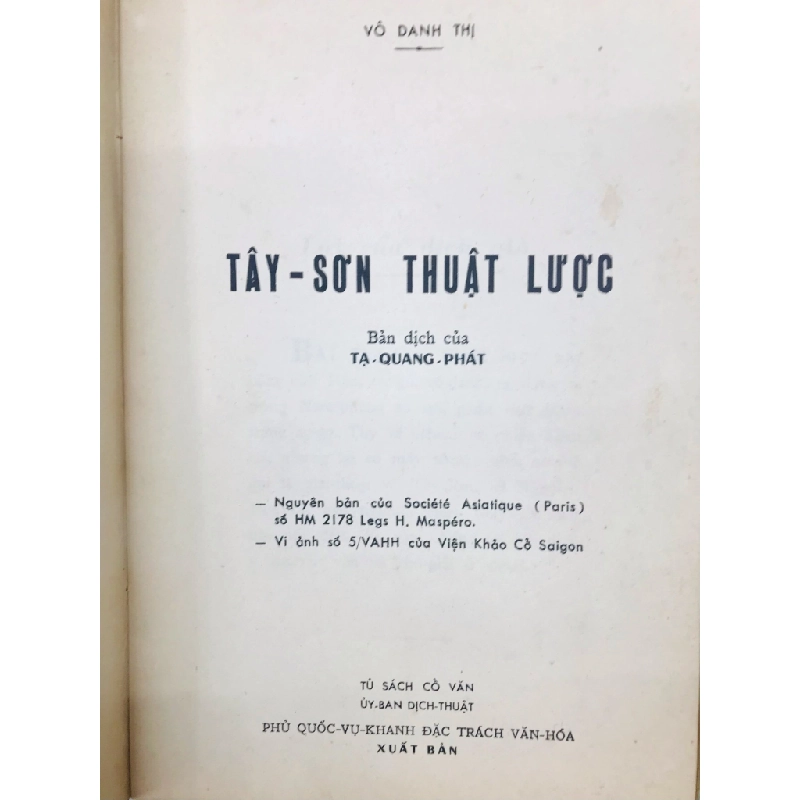 VÔ DANH THỊ
TÂY-SƠN THUẬT LƯỢC
Bản dịch của
TẠ-QUANG-PHÁT
— Nguyên bản của Société Asiatique (Paris)
số HM 2178 Legs H. Maspéro.
— Vi ảnh số 5/VAHH của Viện Khảo Cổ Saigon
TỦ SÁCH CỔ VĂN
ỦY-BAN DỊCH-THUẬT
PHỦ QUỐC-VỤ-KHANH ĐẶC TRÁCH VĂN-HÓA
XUẤT BẢN